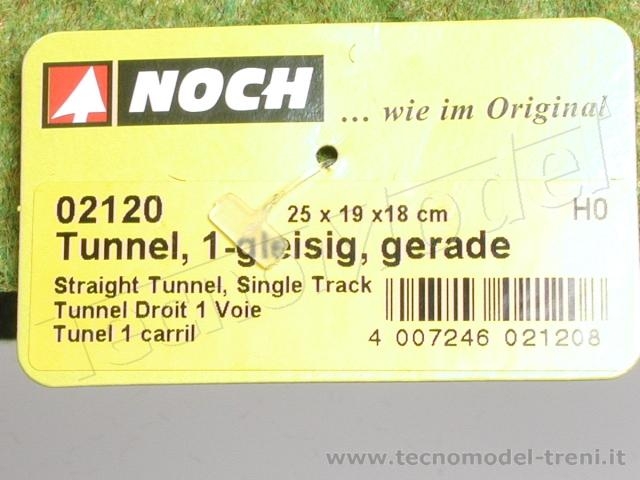 NOCH
... wie im Original
02120 25 x 19 x18 cm H0
Tunnel, 1-gleisig, gerade
Straight Tunnel, Single Track
Tunnel Droit 1 Voie
Tunel 1 carril
4 007246 021208
TecnoModel
www.tecnomodel-treni.it